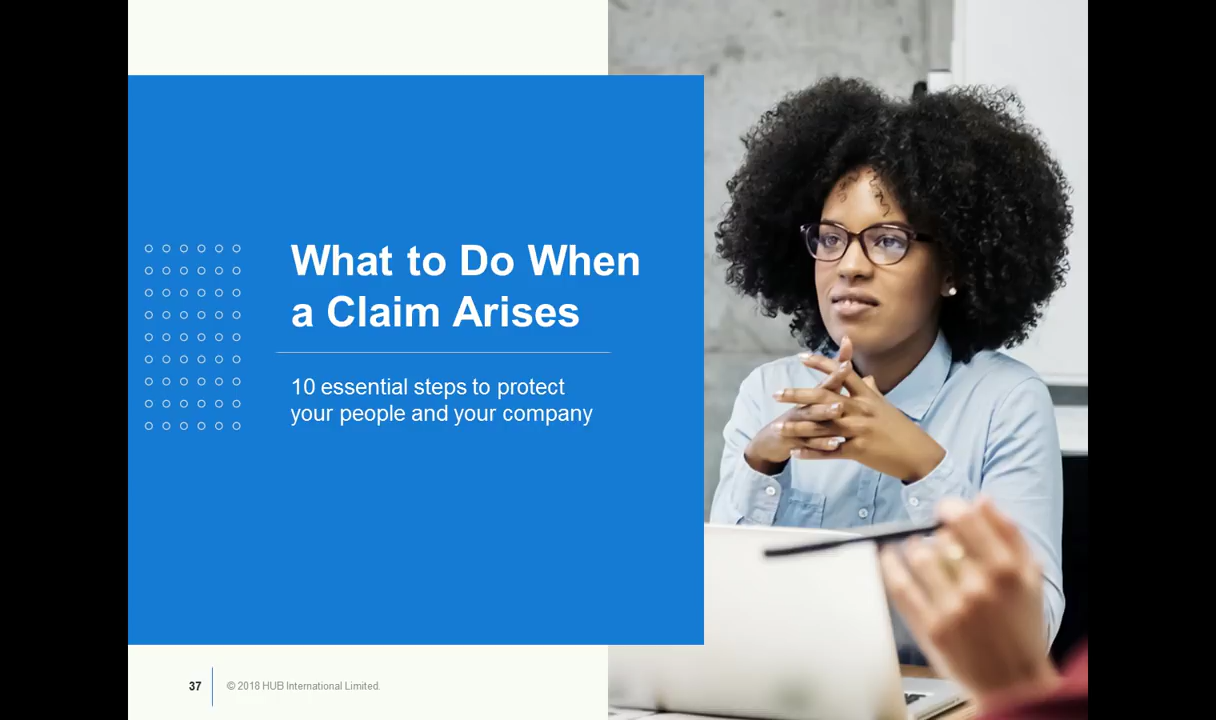 What to Do When
a Claim Arises
10 essential steps to protect
your people and your company
37
© 2018 HUB International Limited.